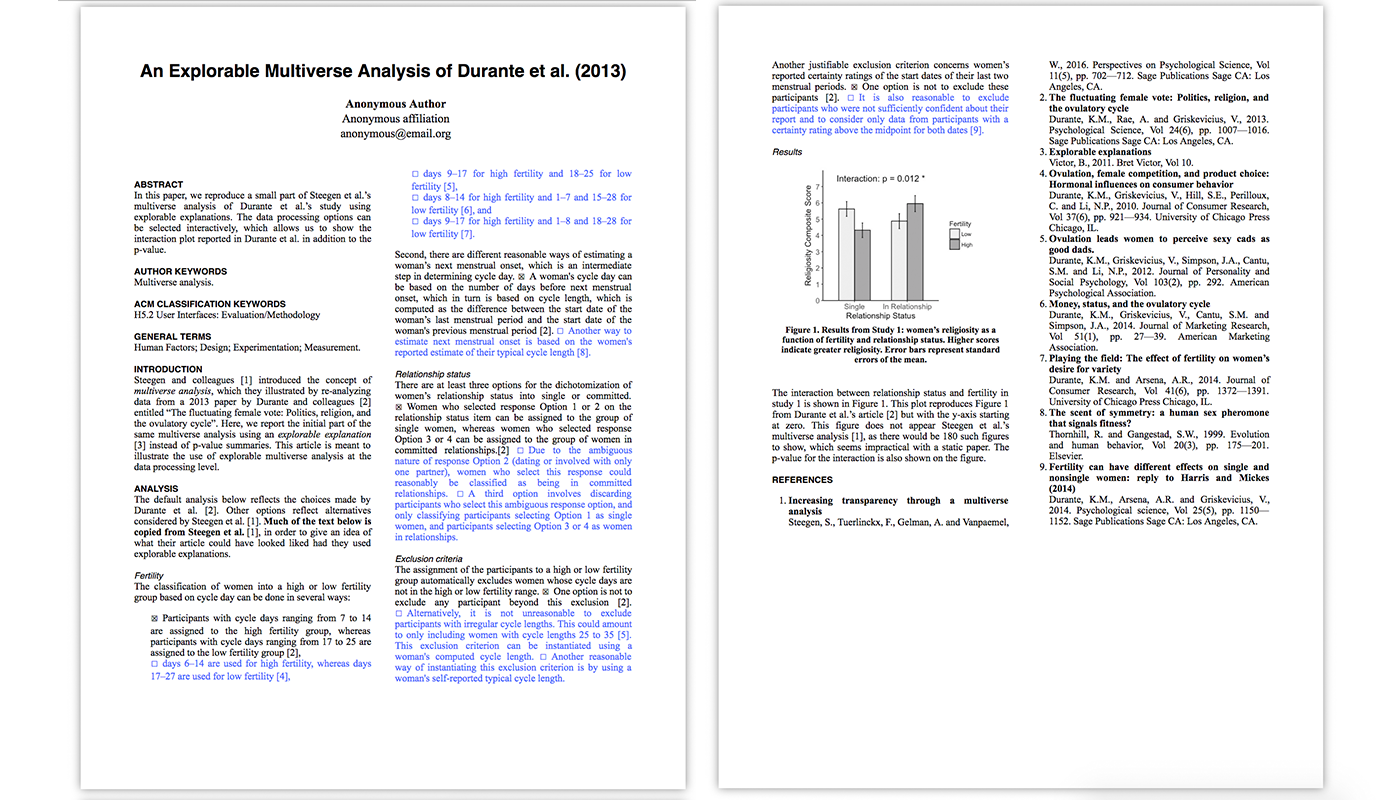 An Explorable Multiverse Analysis of Durante et al. (2013)
Anonymous Author
Anonymous affiliation
anonymous@email.org
ABSTRACT
In this paper, we reproduce a small part of Steegen et al.'s
multiverse analysis of Durante et al.'s study using
explorable explanations. The data processing options can
be selected interactively, which allows us to show the
interaction plot reported in Durante et al. in addition to the
p-value.
AUTHOR KEYWORDS
Multiverse analysis.
ACM CLASSIFICATION KEYWORDS
H5.2 User Interfaces: Evaluation/Methodology
GENERAL TERMS
Human Factors; Design; Experimentation; Measurement.
INTRODUCTION
Steegen and colleagues [1] introduced the concept of
multiverse analysis, which they illustrated by re-analyzing
data from a 2013 paper by Durante and colleagues [2]
entitled “The fluctuating female vote: Politics, religion, and
the ovulatory cycle”. Here, we report the initial part of the
same multiverse analysis using an explorable explanation
[3] instead of p-value summaries. This article is meant to
illustrate the use of explorable multiverse analysis at the
data processing level.
ANALYSIS
The default analysis below reflects the choices made by
Durante et al. [2]. Other options reflect alternatives
considered by Steegen et al. [1]. Much of the text below is
copied from Steegen et al. [1], in order to give an idea of
what their article could have looked liked had they used
explorable explanations.
Fertility
The classification of women into a high or low fertility
group based on cycle day can be done in several ways:
☒ Participants with cycle days ranging from 7 to 14
are assigned to the high fertility group, whereas
participants with cycle days ranging from 17 to 25 are
assigned to the low fertility group [2],
☐ days 6–14 are used for high fertility, whereas days
17–27 are used for low fertility [4],
☐ days 9–17 for high fertility and 18–25 for low
fertility [5],
☐ days 8–14 for high fertility and 1–7 and 15–28 for
low fertility [6], and
☐ days 9–17 for high fertility and 1–8 and 18–28 for
low fertility [7].
Second, there are different reasonable ways of estimating a
woman's next menstrual onset, which is an intermediate
step in determining cycle day. ☒ A woman's cycle day can
be based on the number of days before next menstrual
onset, which in turn is based on cycle length, which is
computed as the difference between the start date of the
woman's last menstrual period and the start date of the
woman's previous menstrual period [2]. ☐ Another way to
estimate next menstrual onset is based on the women's
reported estimate of their typical cycle length [8].
Relationship status
There are at least three options for the dichotomization of
women's relationship status into single or committed.
☒ Women who selected response Option 1 or 2 on the
relationship status item can be assigned to the group of
single women, whereas women who selected response
Option 3 or 4 can be assigned to the group of women in
committed relationships.[2] ☐ Due to the ambiguous
nature of response Option 2 (dating or involved with only
one partner), women who select this response could
reasonably be classified as being in committed
relationships. ☐ A third option involves discarding
participants who select this ambiguous response option, and
only classifying participants selecting Option 1 as single
women, and participants selecting Option 3 or 4 as women
in relationships.
Exclusion criteria
The assignment of the participants to a high or low fertility
group automatically excludes women whose cycle days are
not in the high or low fertility range. ☒ One option is not to
exclude any participant beyond this exclusion [2].
☐ Alternatively, it is not unreasonable to exclude
participants with irregular cycle lengths. This could amount
to only including women with cycle lengths 25 to 35 [5].
This exclusion criterion can be instantiated using a
woman's computed cycle length. ☐ Another reasonable
way of instantiating this exclusion criterion is by using a
woman's self-reported typical cycle length.
Another justifiable exclusion criterion concerns women's
reported certainty ratings of the start dates of their last two
menstrual periods. ☒ One option is not to exclude these
participants [2]. ☐ It is also reasonable to exclude
participants who were not sufficiently confident about their
report and to consider only data from participants with a
certainty rating above the midpoint for both dates [9].
Results
Interaction: p = 0.012 *
Religiosity Composite Score
7
6
5
4
3
2
1
0
Single In Relationship
Relationship Status
Fertility
Low
High
Figure 1. Results from Study 1: women's religiosity as a
function of fertility and relationship status. Higher scores
indicate greater religiosity. Error bars represent standard
errors of the mean.
The interaction between relationship status and fertility in
study 1 is shown in Figure 1. This plot reproduces Figure 1
from Durante et al.'s article [2] but with the y-axis starting
at zero. This figure does not appear Steegen et al.'s
multiverse analysis [1], as there would be 180 such figures
to show, which seems impractical with a static paper. The
p-value for the interaction is also shown on the figure.
REFERENCES
1. Increasing transparency through a multiverse
analysis
Steegen, S., Tuerlinckx, F., Gelman, A. and Vanpaemel,
W., 2016. Perspectives on Psychological Science, Vol
11(5), pp. 702—712. Sage Publications Sage CA: Los
Angeles, CA.
2. The fluctuating female vote: Politics, religion, and
the ovulatory cycle
Durante, K.M., Rae, A. and Griskevicius, V., 2013.
Psychological Science, Vol 24(6), pp. 1007—1016.
Sage Publications Sage CA: Los Angeles, CA.
3. Explorable explanations
Victor, B., 2011. Bret Victor, Vol 10.
4. Ovulation, female competition, and product choice:
Hormonal influences on consumer behavior
Durante, K.M., Griskevicius, V., Hill, S.E., Perilloux,
C. and Li, N.P., 2010. Journal of Consumer Research,
Vol 37(6), pp. 921—934. University of Chicago Press
Chicago, IL.
5. Ovulation leads women to perceive sexy cads as
good dads.
Durante, K.M., Griskevicius, V., Simpson, J.A., Cantu,
S.M. and Li, N.P., 2012. Journal of Personality and
Social Psychology, Vol 103(2), pp. 292. American
Psychological Association.
6. Money, status, and the ovulatory cycle
Durante, K.M., Griskevicius, V., Cantu, S.M. and
Simpson, J.A., 2014. Journal of Marketing Research,
Vol 51(1), pp. 27—39. American Marketing
Association.
7. Playing the field: The effect of fertility on women's
desire for variety
Durante, K.M. and Arsena, A.R., 2014. Journal of
Consumer Research, Vol 41(6), pp. 1372—1391.
University of Chicago Press Chicago, IL.
8. The scent of symmetry: a human sex pheromone
that signals fitness?
Thornhill, R. and Gangestad, S.W., 1999. Evolution
and human behavior, Vol 20(3), pp. 175—201.
Elsevier.
9. Fertility can have different effects on single and
nonsingle women: reply to Harris and Mickes
(2014)
Durante, K.M., Arsena, A.R. and Griskevicius, V.,
2014. Psychological science, Vol 25(5), pp. 1150—
1152. Sage Publications Sage CA: Los Angeles, CA.